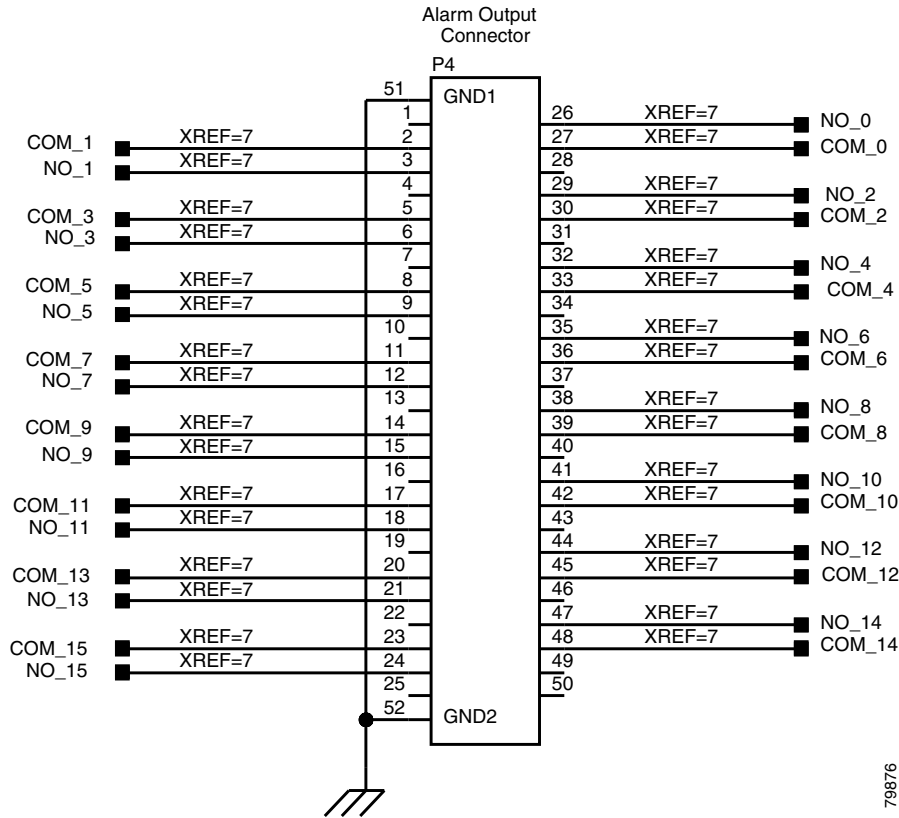 Alarm Output
Connector
P4
51 GND1
1 26 XREF=7 NO_0
COM_1 XREF=7 2 27 XREF=7 COM_0
NO_1 XREF=7 3 28
4 29 XREF=7 NO_2
COM_3 XREF=7 5 30 XREF=7 COM_2
NO_3 XREF=7 6 31
7 32 XREF=7 NO_4
COM_5 XREF=7 8 33 XREF=7 COM_4
NO_5 XREF=7 9 34
10 35 XREF=7 NO_6
COM_7 XREF=7 11 36 XREF=7 COM_6
NO_7 XREF=7 12 37
13 38 XREF=7 NO_8
COM_9 XREF=7 14 39 XREF=7 COM_8
NO_9 XREF=7 15 40
16 41 XREF=7 NO_10
COM_11 XREF=7 17 42 XREF=7 COM_10
NO_11 XREF=7 18 43
19 44 XREF=7 NO_12
COM_13 XREF=7 20 45 XREF=7 COM_12
NO_13 XREF=7 21 46
22 47 XREF=7 NO_14
COM_15 XREF=7 23 48 XREF=7 COM_14
NO_15 XREF=7 24 49
25 50
52 GND2
79876